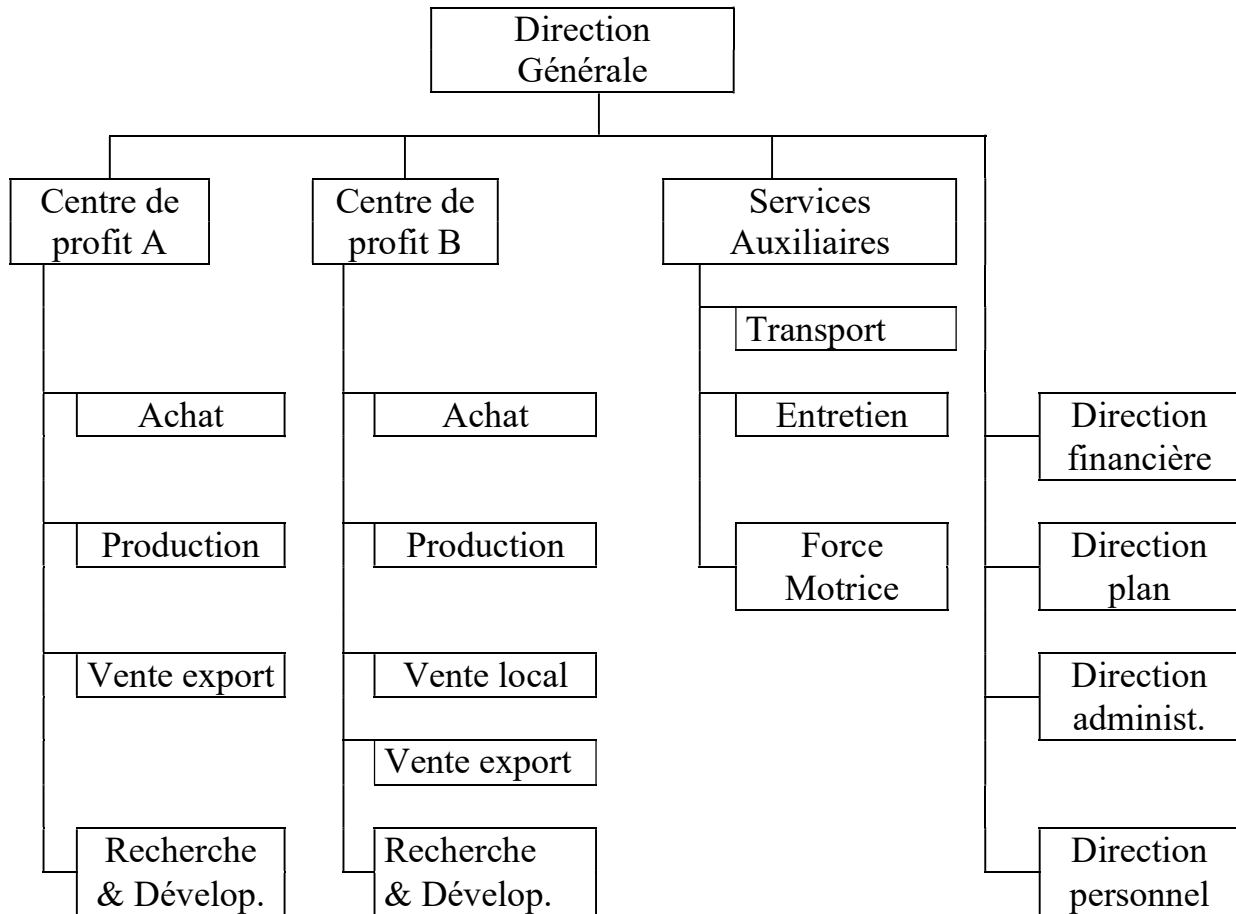 Direction
Générale
Centre de
profit A
Centre de
profit B
Services
Auxiliaires
Transport
Achat
Achat
Entretien
Direction
financière
Production
Production
Force
Motrice
Direction
plan
Vente export
Vente local
Direction
administ.
Vente export
Recherche
& Dévelop.
Recherche
& Dévelop.
Direction
personnel